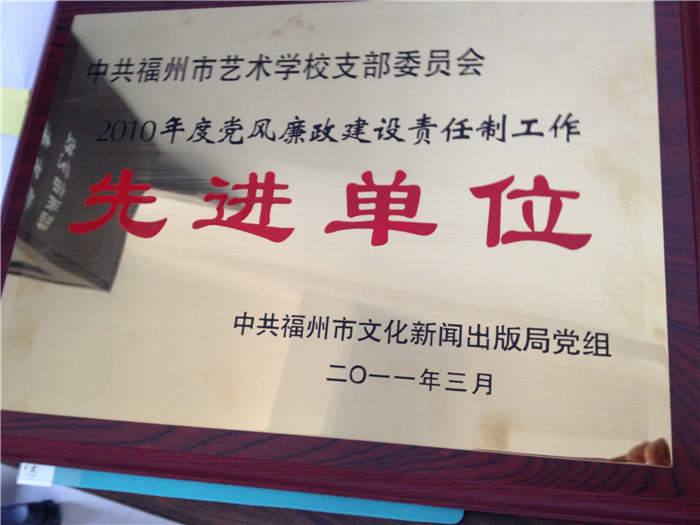 中共福州市艺术学校支部委员会
2010年度党风廉政建设责任制工作
先进单位
中共福州市文化新闻出版局党组
二〇一一年三月